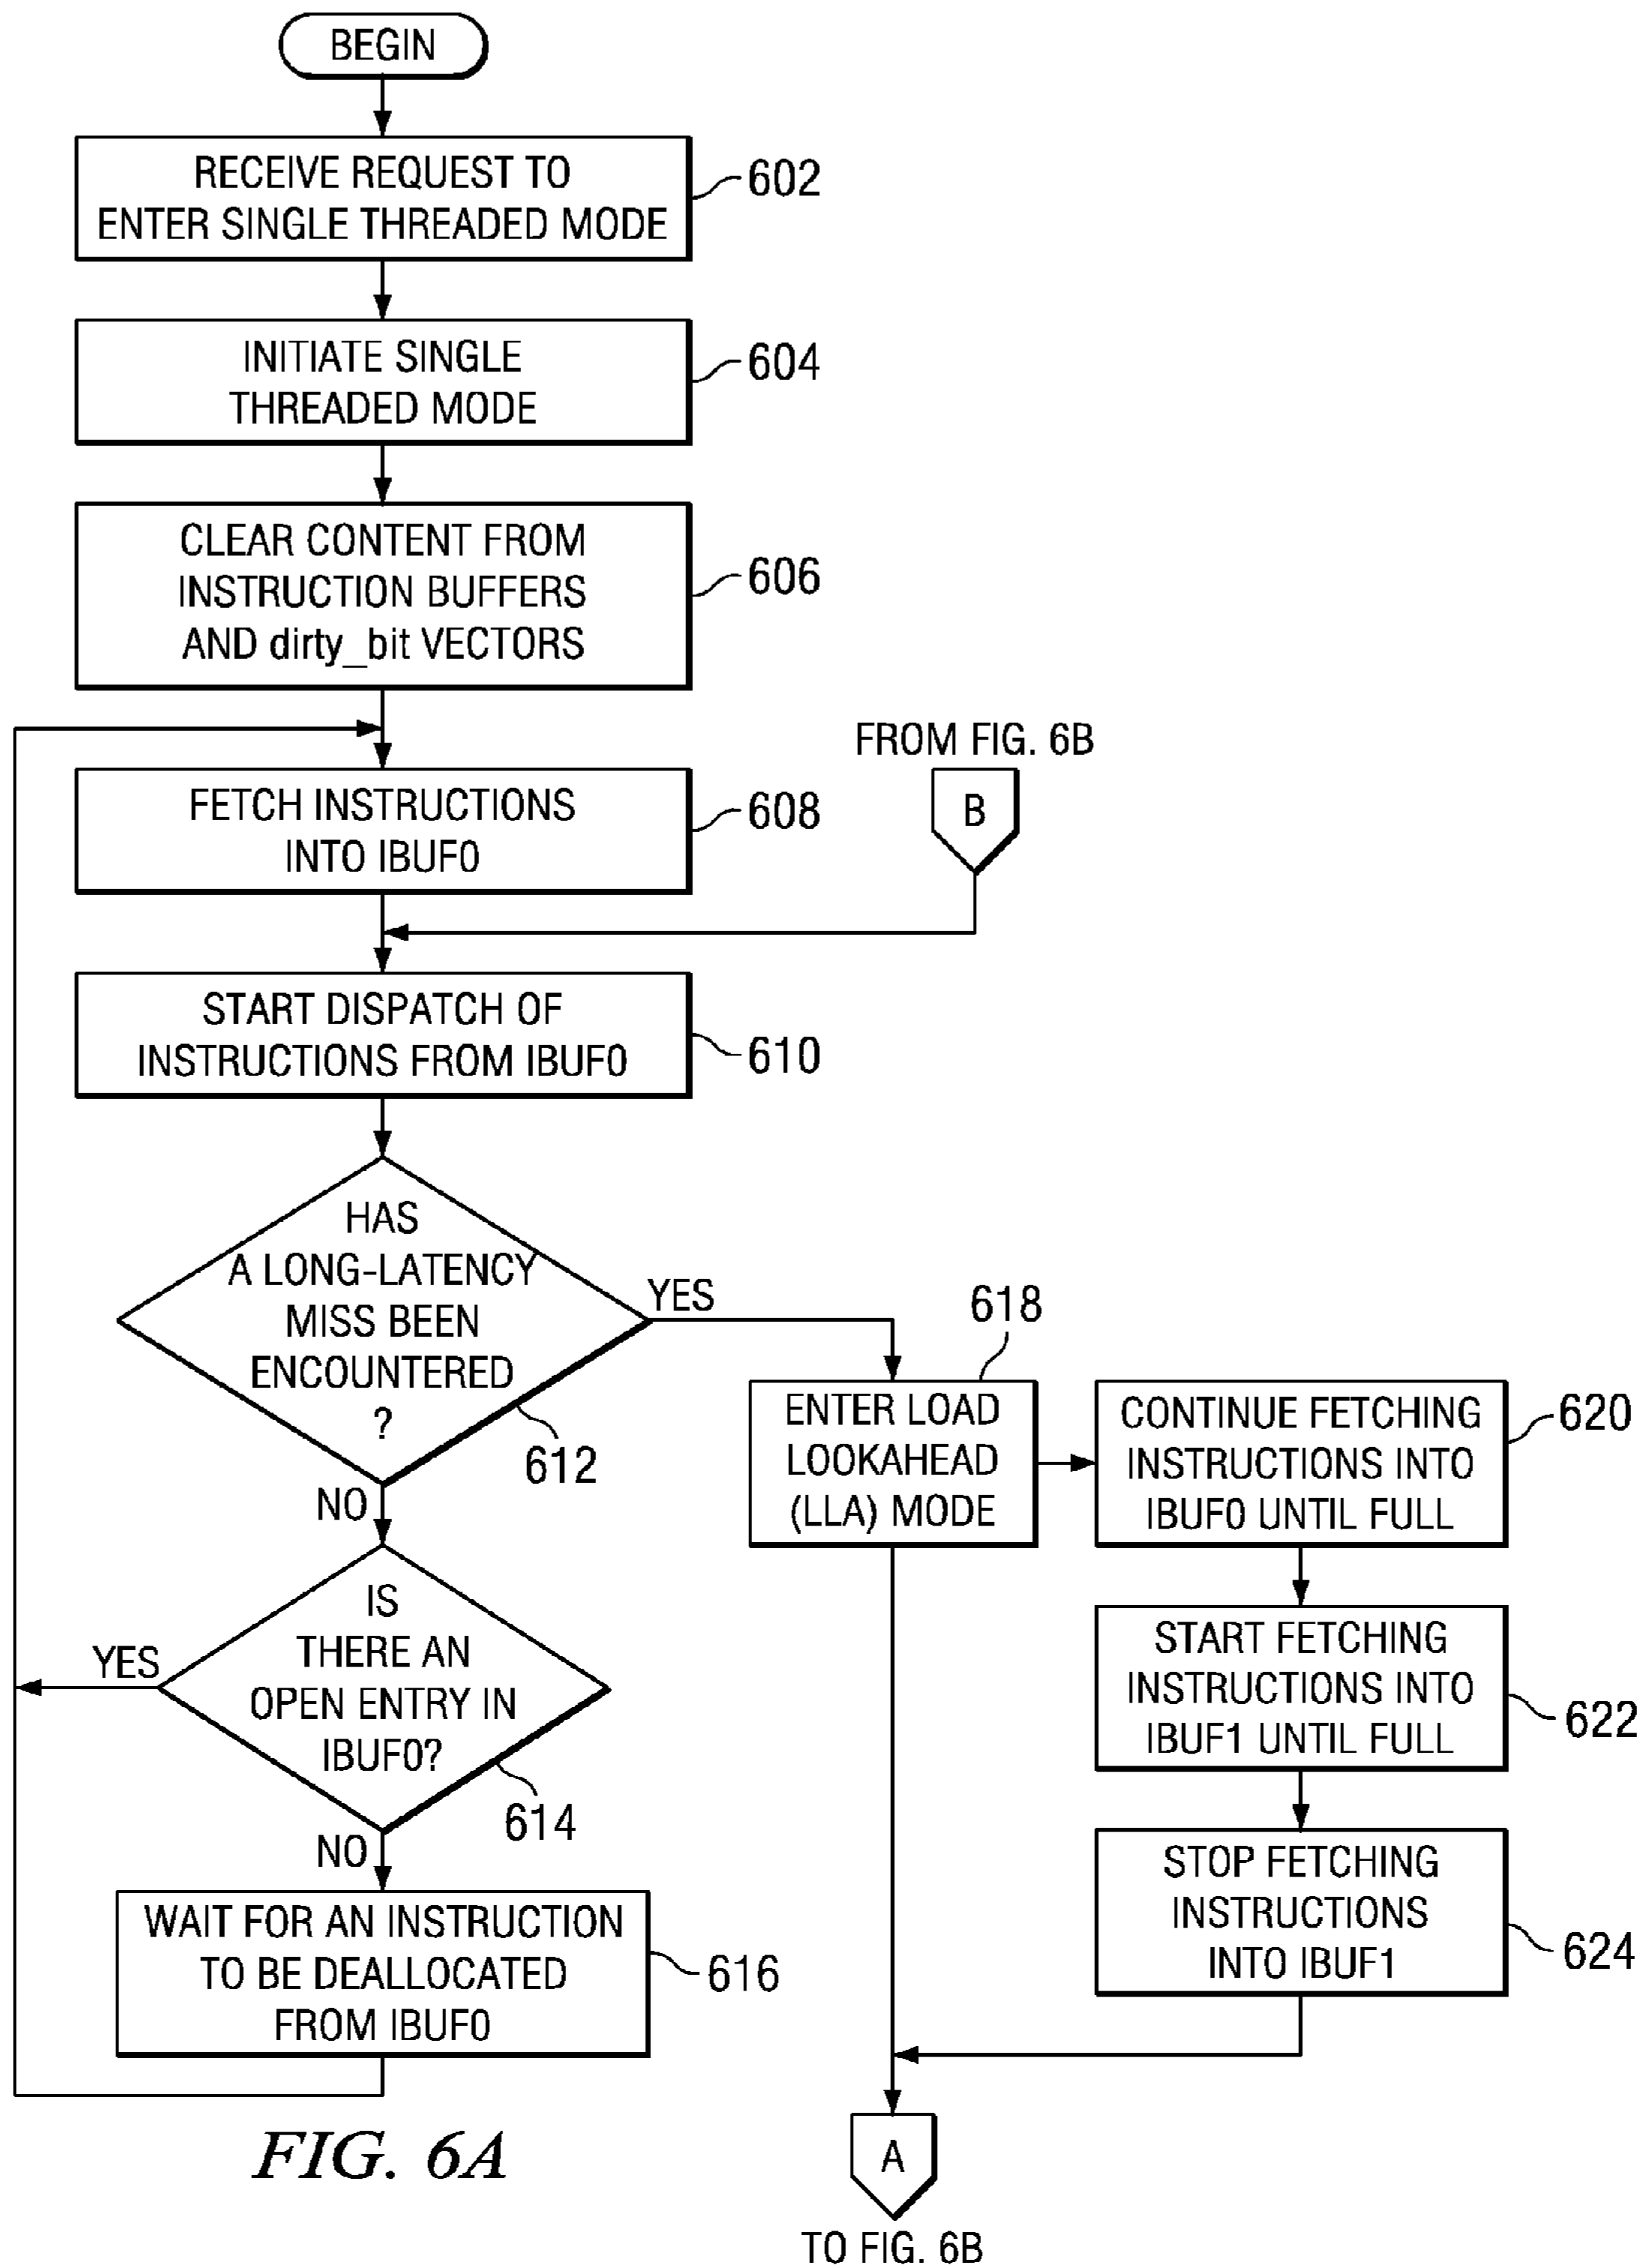 BEGIN
RECEIVE REQUEST TO
ENTER SINGLE THREADED MODE
602
INITIATE SINGLE
THREADED MODE
604
CLEAR CONTENT FROM
INSTRUCTION BUFFERS
AND dirty_bit VECTORS
606
FROM FIG. 6B
B
FETCH INSTRUCTIONS
INTO IBUF0
608
START DISPATCH OF
INSTRUCTIONS FROM IBUF0
610
HAS
A LONG-LATENCY
MISS BEEN
ENCOUNTERED
?
612
YES
NO
618
ENTER LOAD
LOOKAHEAD
(LLA) MODE
CONTINUE FETCHING
INSTRUCTIONS INTO
IBUF0 UNTIL FULL
620
IS
THERE AN
OPEN ENTRY IN
IBUF0?
614
YES
NO
START FETCHING
INSTRUCTIONS INTO
IBUF1 UNTIL FULL
622
WAIT FOR AN INSTRUCTION
TO BE DEALLOCATED
FROM IBUF0
616
STOP FETCHING
INSTRUCTIONS
INTO IBUF1
624
A
TO FIG. 6B
FIG. 6A